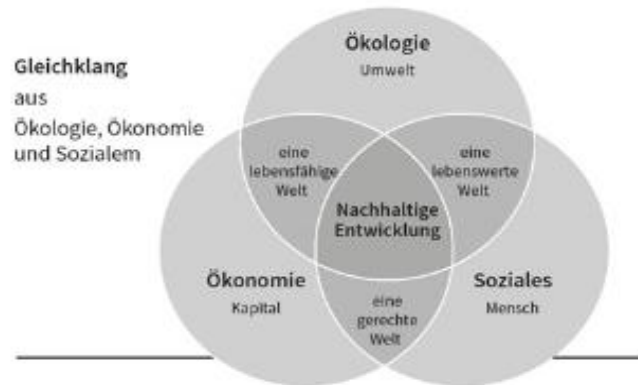 Gleichklang
aus
Ökologie, Ökonomie
und Sozialem
Ökologie
Umwelt
eine
lebensfähige
Welt
eine
lebenswerte
Welt
Nachhaltige
Entwicklung
Ökonomie
Kapital
Soziales
Mensch
eine
gerechte
Welt